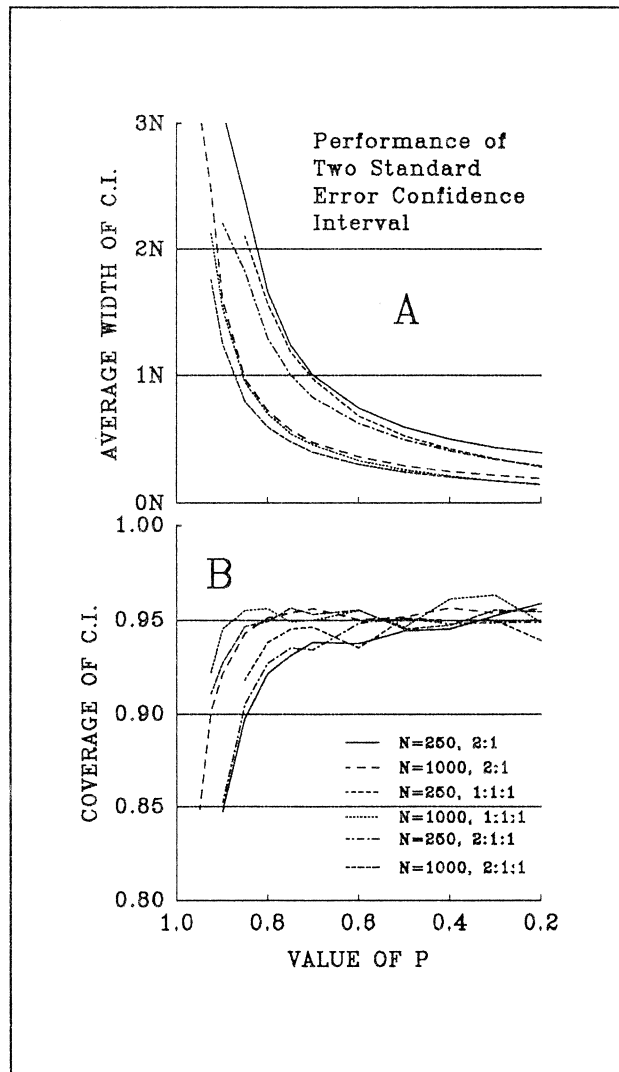 3N
2N
1N
0N
AVERAGE WIDTH OF C.I.
Performance of
Two Standard
Error Confidence
Interval
A
1.00
0.95
0.90
0.85
0.80
COVERAGE OF C.I.
B
N=250, 2:1
N=1000, 2:1
N=250, 1:1:1
N=1000, 1:1:1
N=250, 2:1:1
N=1000, 2:1:1
1.0 0.8 0.6 0.4 0.2
VALUE OF P